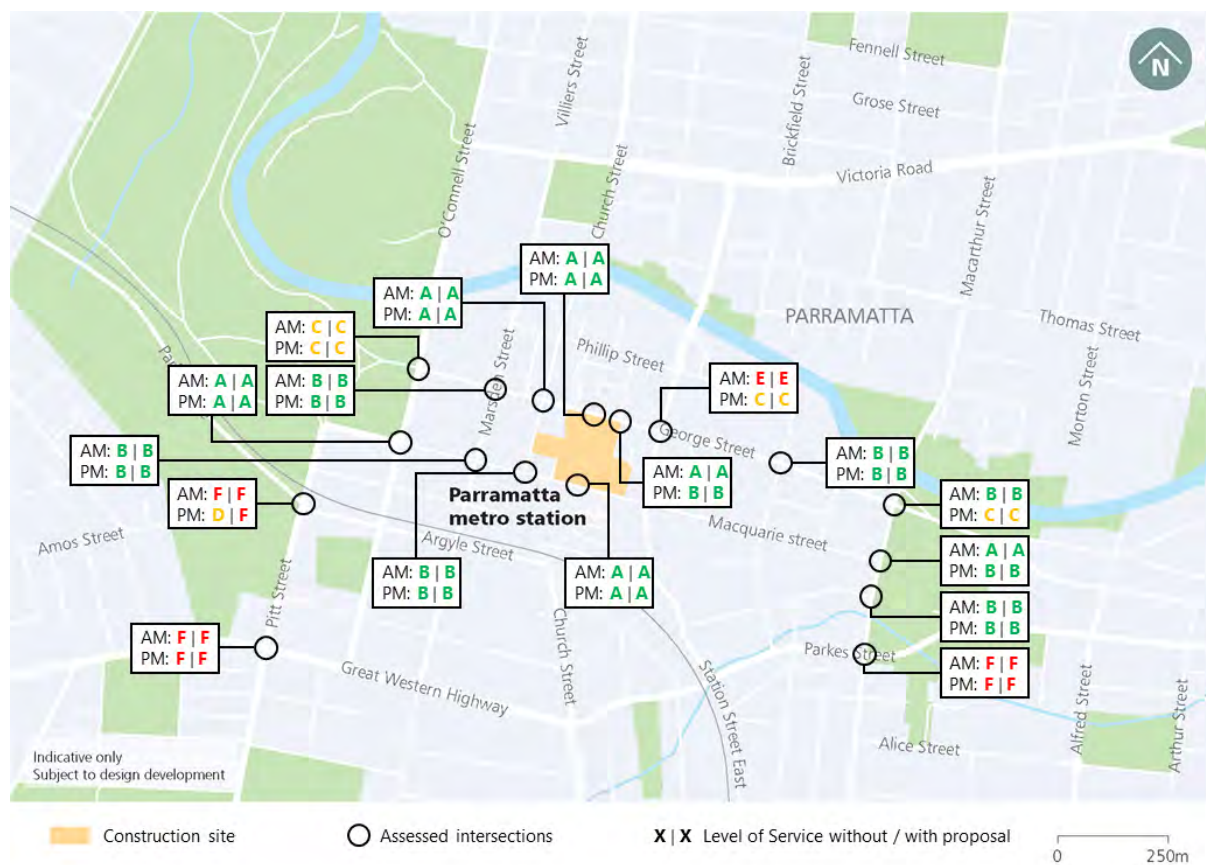 Fennell Street
Grose Street
Victoria Road
Villiers Street
Church Street
Brickfield Street
O'Connell Street
Macarthur Street
N
AM: A | A
PM: A | A
AM: A | A
PM: A | A
PARRAMATTA
Thomas Street
AM: C | C
PM: C | C
Phillip Street
Marsden Street
Morton Street
AM: A | A
PM: A | A
AM: B | B
PM: B | B
AM: E | E
PM: C | C
George Street
AM: B | B
PM: B | B
AM: B | B
PM: B | B
AM: A | A
PM: B | B
AM: F | F
PM: D | F
Parramatta
metro station
AM: B | B
PM: C | C
Amos Street
Macquarie street
Argyle Street
AM: A | A
PM: B | B
AM: B | B
PM: B | B
AM: A | A
PM: A | A
Pitt Street
AM: B | B
PM: B | B
Church Street
AM: F | F
PM: F | F
Parkes Street
AM: F | F
PM: F | F
Great Western Highway
Station Street East
Alfred Street
Arthur Street
Alice Street
Indicative only
Subject to design development
Construction site
Assessed intersections
X | X Level of Service without / with proposal
0 250m